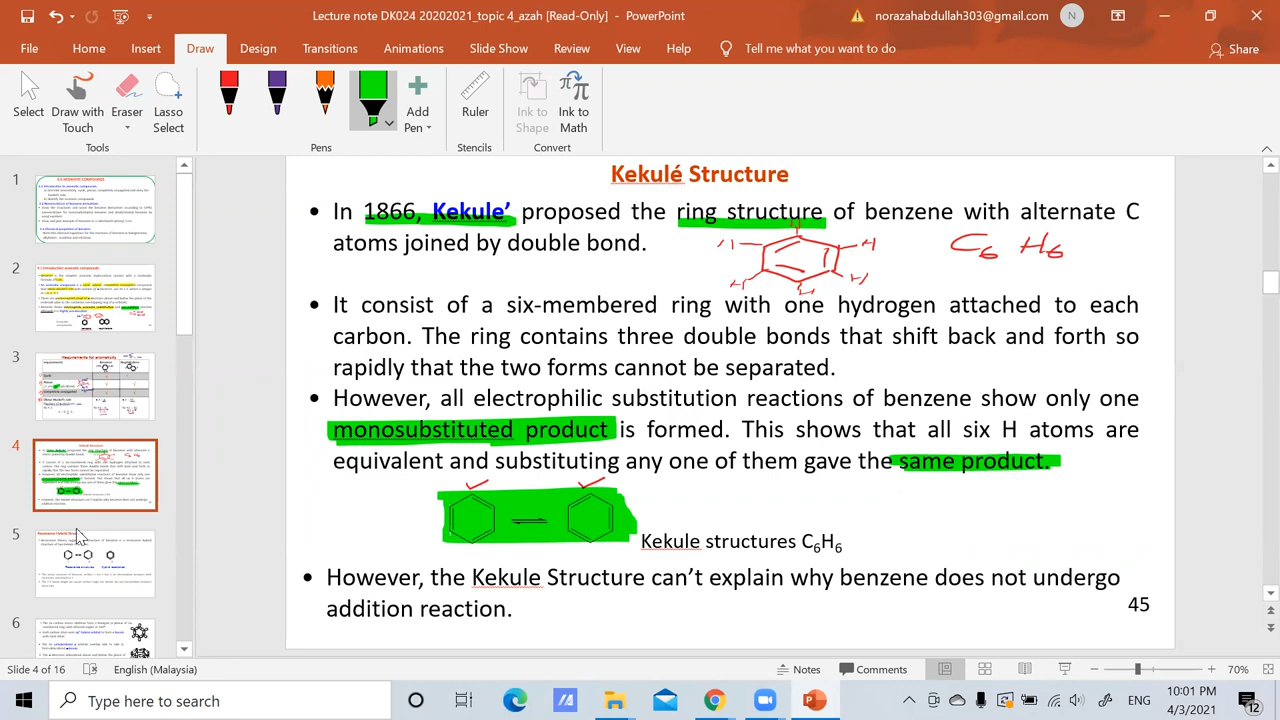 Lecture note DK024 20202021_topic 4_azah [Read-Only] - PowerPoint
norazahabdullah303@gmail.com
N
File Home Insert Draw Design Transitions Animations Slide Show Review View Help Tell me what you want to do Share
Select
Draw with Touch
Eraser
Lasso Select
Add Pen
Ruler
Ink to Shape
Ink to Math
Tools Pens Stencils Convert
1
3
4
5
Kekulé Structure
• In 1866, Kekule proposed the ring structure of benzene with alternate C
atoms joined by double bond.
C6 H6
• It consist of a six-membered ring with one hydrogen attached to each
carbon. The ring contains three double bonds that shift back and forth so
rapidly that the two forms cannot be separated.
• However, all electrophilic substitution reactions of benzene show only one
monosubstituted product is formed. This shows that all six H atoms are
equivalent and substituting any one of them gave the same product.
Kekule structures C6H6
• However, the Kekule Structure can’t explain why benzene does not undergo
addition reaction.
45
Slide 4 of 16 English (Malaysia) Notes Comments 70%
Type here to search
ENG
10:01 PM
4/3/2021
12